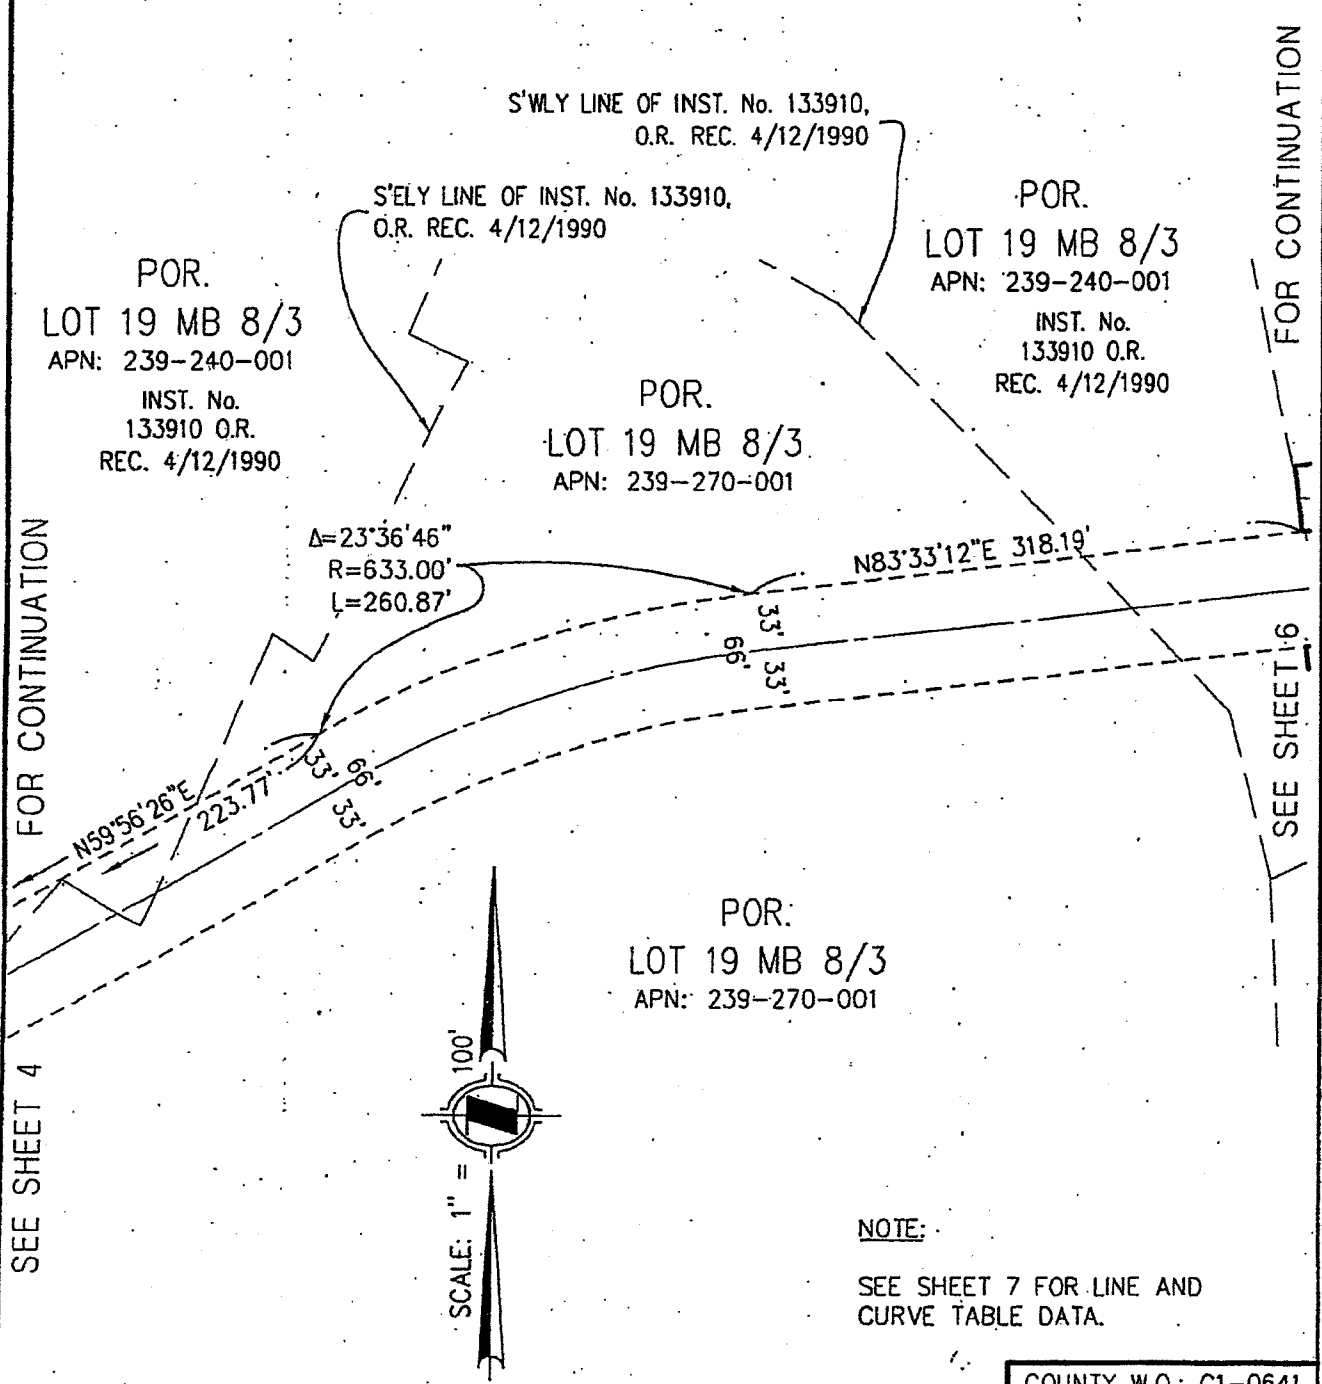 S'WLY LINE OF INST. No. 133910,
O.R. REC. 4/12/1990
S'ELY LINE OF INST. No. 133910,
O.R. REC. 4/12/1990
POR.
LOT 19 MB 8/3
APN: 239-240-001
INST. No.
133910 O.R.
REC. 4/12/1990
POR.
LOT 19 MB 8/3
APN: 239-240-001
INST. No.
133910 O.R.
REC. 4/12/1990
POR.
LOT 19 MB 8/3
APN: 239-270-001
Δ=23°36'46"
R=633.00'
L=260.87'
N83°33'12"E 318.19'
33'
66'
33'
N59°56'26"E
223.77'
33'
66'
33'
FOR CONTINUATION
SEE SHEET 4
FOR CONTINUATION
SEE SHEET 6
POR.
LOT 19 MB 8/3
APN: 239-270-001
SCALE: 1" = 100'
N
NOTE:
SEE SHEET 7 FOR LINE AND
CURVE TABLE DATA.
COUNTY W.O.: C1-0641